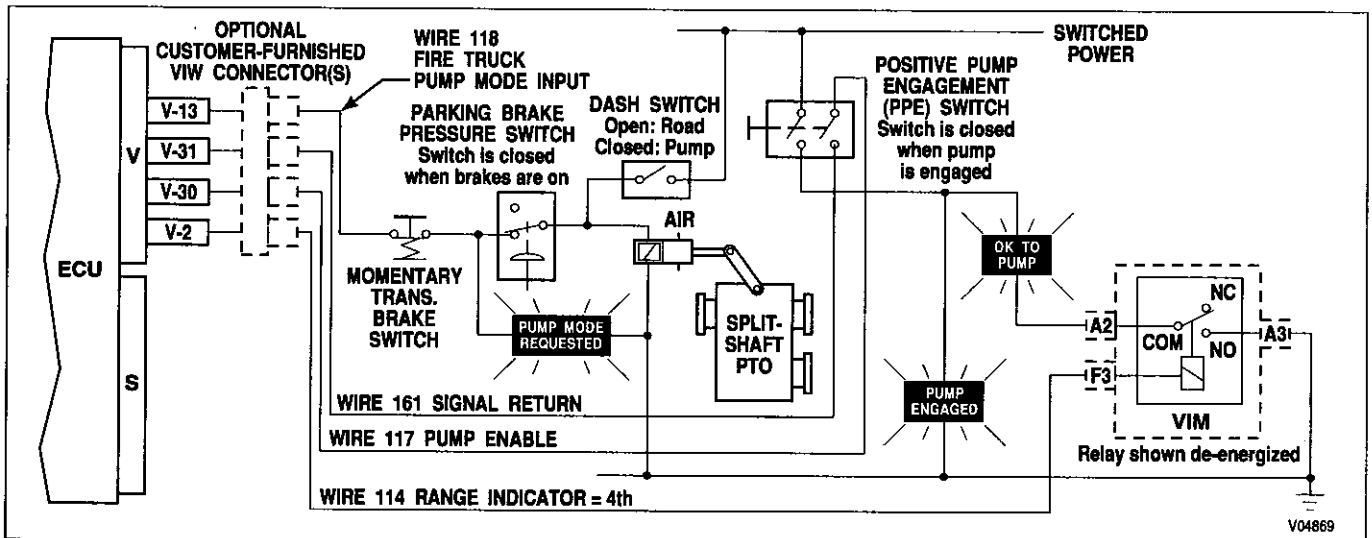 OPTIONAL
CUSTOMER-FURNISHED
VIW CONNECTOR(S)
WIRE 118
FIRE TRUCK
PUMP MODE INPUT
SWITCHED
POWER
POSITIVE PUMP
ENGAGEMENT
(PPE) SWITCH
Switch is closed
when pump
is engaged
PARKING BRAKE
PRESSURE SWITCH
Switch is closed
when brakes are on
DASH SWITCH
Open: Road
Closed: Pump
V-13
V-31
V-30
V-2
V
ECU
S
AIR
MOMENTARY
TRANS.
BRAKE
SWITCH
PUMP MODE
REQUESTED
SPLIT-
SHAFT
PTO
OK TO
PUMP
PUMP
ENGAGED
A2
COM
NC
NO
A3
F3
VIM
Relay shown de-energized
WIRE 161 SIGNAL RETURN
WIRE 117 PUMP ENABLE
WIRE 114 RANGE INDICATOR = 4th
V04869